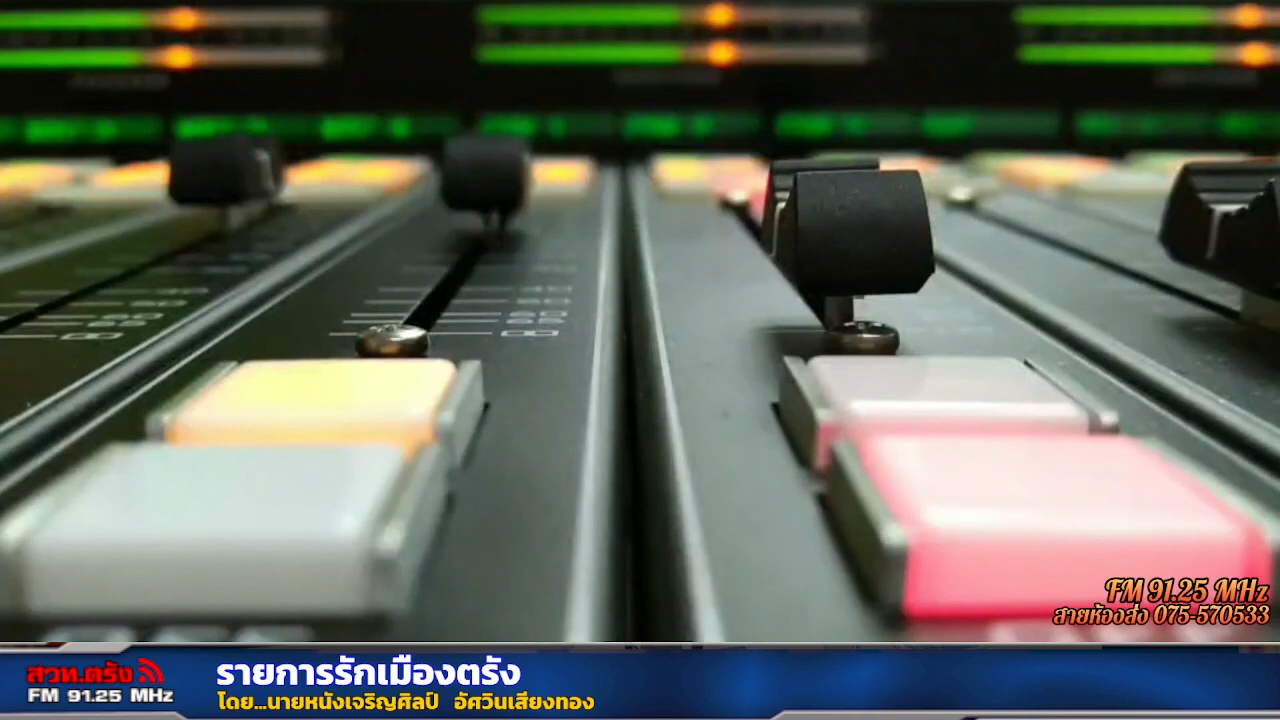 FM 91.25 MHz
สายห้องส่ง 075-570533
สวท.ตรัง
FM 91.25 MHz
รายการรักเมืองตรัง
โดย...นายหนังเจริญศิลป์ อัศวินเสียงทอง